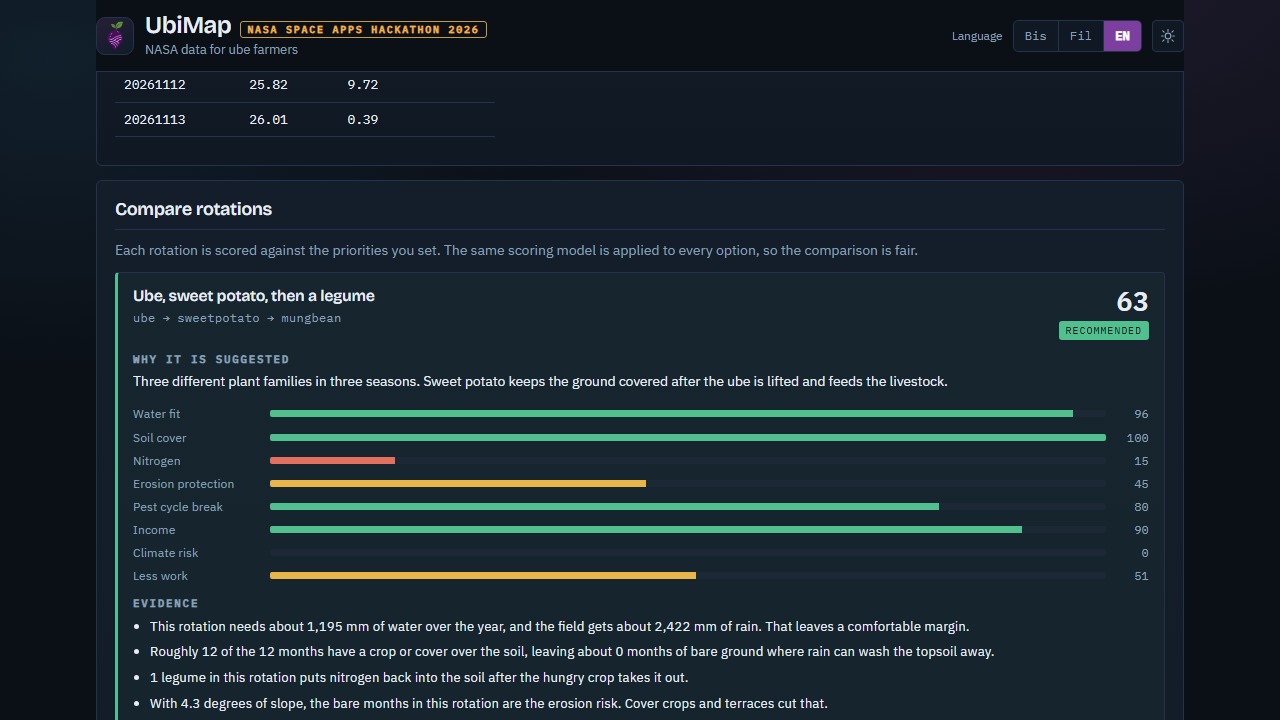 UbiMap NASA SPACE APPS HACKATHON 2026
NASA data for ube farmers
Language Bis Fil EN
20261112 25.82 9.72
20261113 26.01 0.39
Compare rotations
Each rotation is scored against the priorities you set. The same scoring model is applied to every option, so the comparison is fair.
Ube, sweet potato, then a legume
63
ube → sweetpotato → mungbean
RECOMMENDED
WHY IT IS SUGGESTED
Three different plant families in three seasons. Sweet potato keeps the ground covered after the ube is lifted and feeds the livestock.
Water fit 96
Soil cover 100
Nitrogen 15
Erosion protection 45
Pest cycle break 80
Income 90
Climate risk 0
Less work 51
EVIDENCE
• This rotation needs about 1,195 mm of water over the year, and the field gets about 2,422 mm of rain. That leaves a comfortable margin.
• Roughly 12 of the 12 months have a crop or cover over the soil, leaving about 0 months of bare ground where rain can wash the topsoil away.
• 1 legume in this rotation puts nitrogen back into the soil after the hungry crop takes it out.
• With 4.3 degrees of slope, the bare months in this rotation are the erosion risk. Cover crops and terraces cut that.